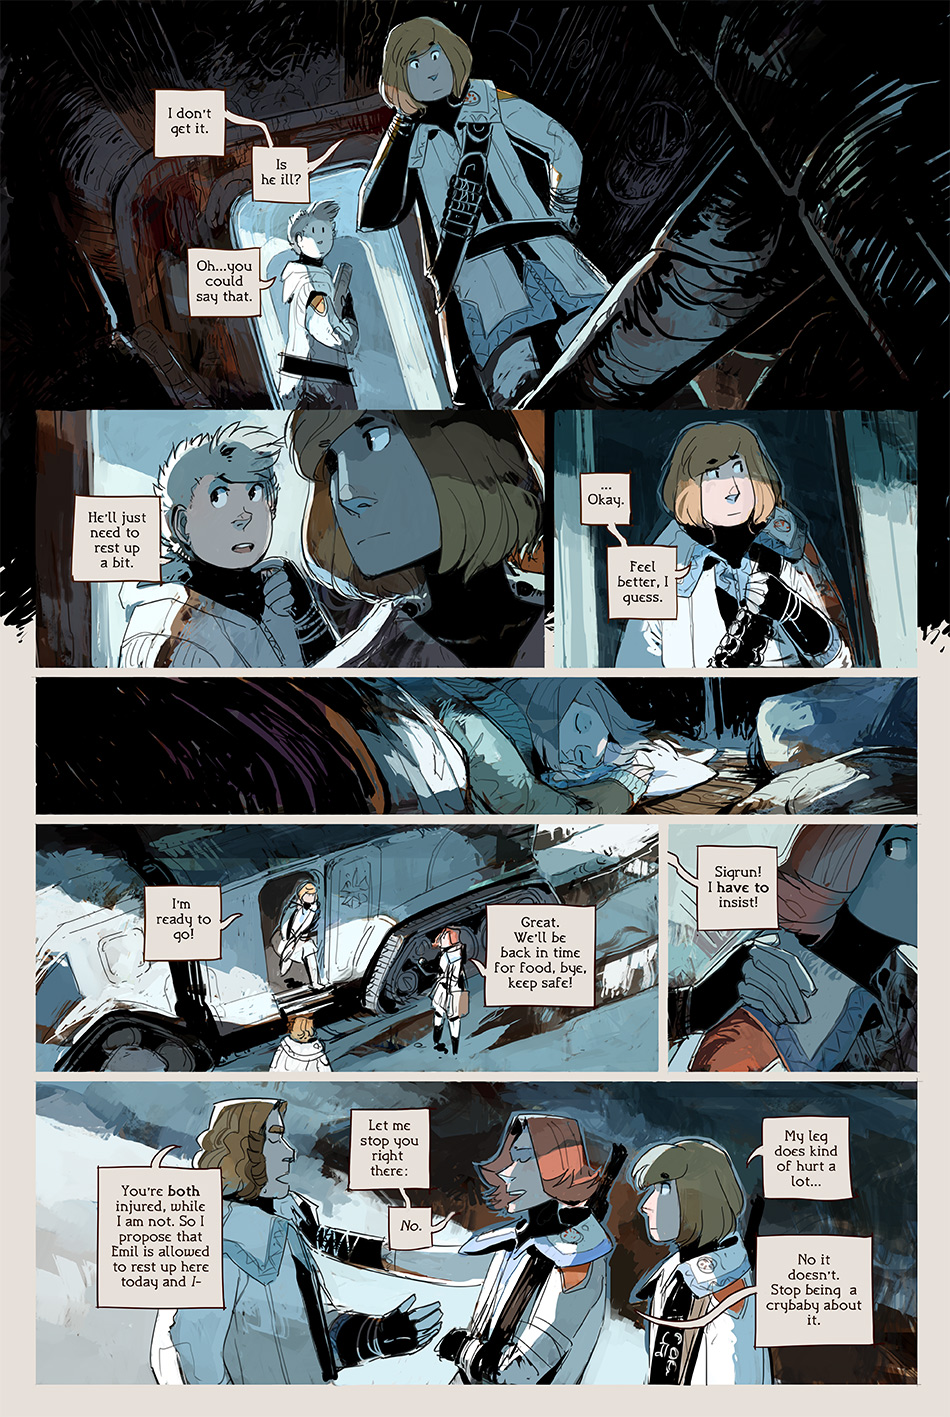 I don't
get it.
Is
he ill?
Oh...you
could
say that.
He'll just
need to
rest up
a bit.
...
Okay.
Feel
better, I
guess.
I'm
ready to
go!
Great.
We'll be
back in time
for food, bye,
keep safe!
Sigrun!
I have to
insist!
You're both
injured, while
I am not. So I
propose that
Emil is allowed
to rest up here
today and I-
Let me
stop you
right
there:
No.
My leg
does kind
of hurt a
lot...
No it
doesn't.
Stop being a
crybaby about
it.